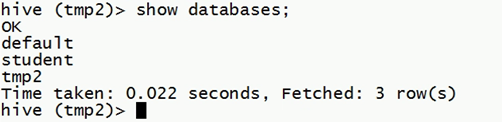 hive (tmp2)> show databases;
OK
default
student
tmp2
Time taken: 0.022 seconds, Fetched: 3 row(s)
hive (tmp2)>